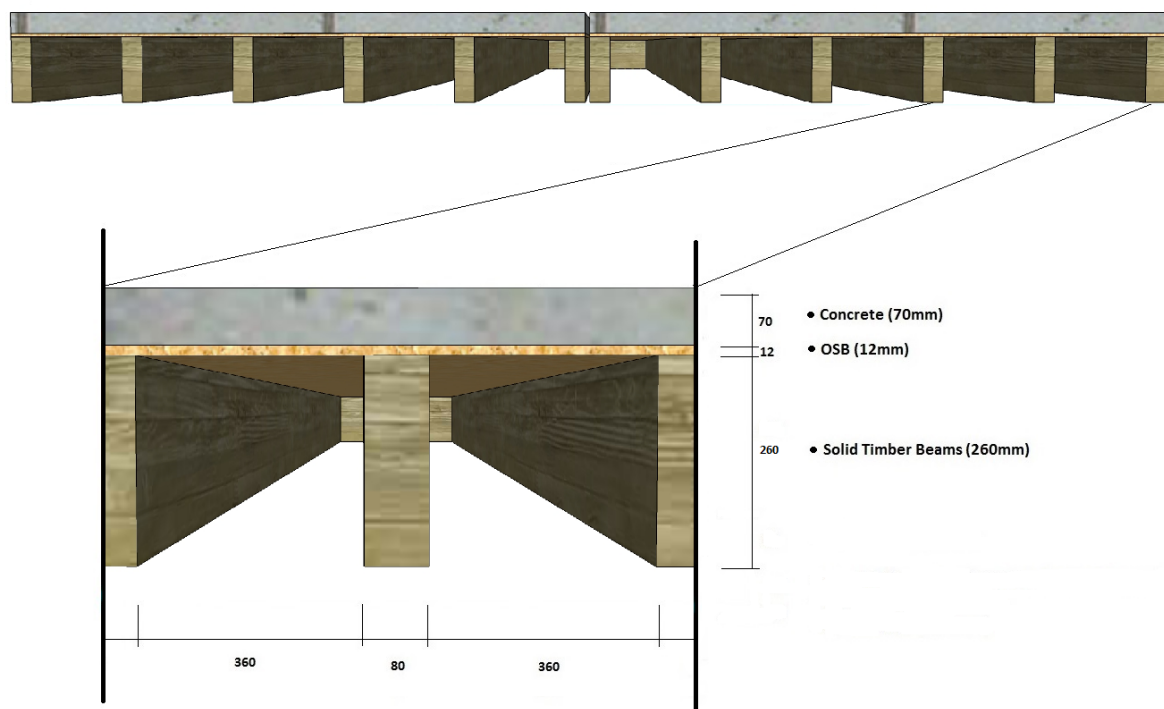 70
• Concrete (70mm)
12
• OSB (12mm)
260
• Solid Timber Beams (260mm)
360
80
360